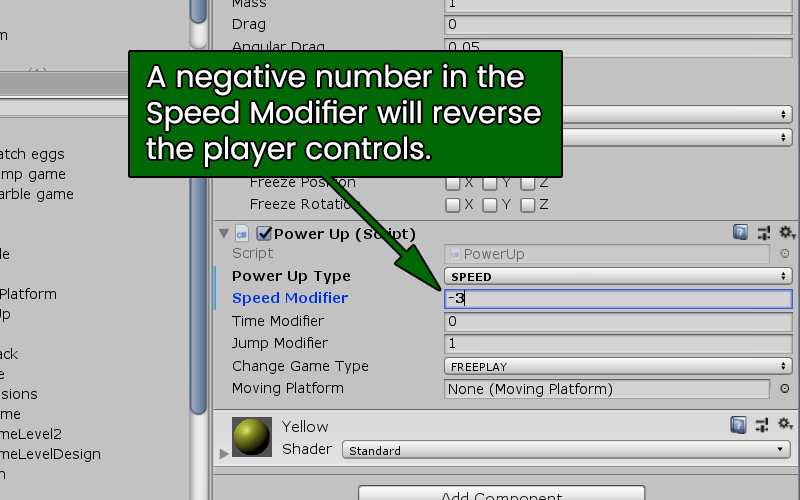 Mass 1
m
Drag 0
Angular Drag 0.05
A negative number in the
Speed Modifier will reverse
the player controls.
atch eggs
mp game
arble game
Freeze Position X Y Z
Freeze Rotation X Y Z
Power Up (Script)
le
Script PowerUp
Power Up Type SPEED
Platform
Speed Modifier -3
Up
Time Modifier 0
Jump Modifier 1
ack
Change Game Type FREEPLAY
e
Moving Platform None (Moving Platform)
sions
me
Yellow
meLevel2
Shader Standard
meLevelDesign
n
Add Component